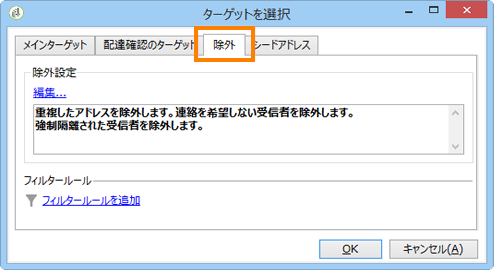 ターゲットを選択
メインターゲット 配達確認のターゲット 除外 シードアドレス
除外設定
編集...
重複したアドレスを除外します。連絡を希望しない受信者を除外します。
強制隔離された受信者を除外します。
フィルタールール
フィルタールールを追加
OK キャンセル(A)